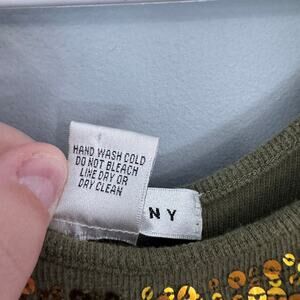 HAND WASH COLD
DO NOT BLEACH
LINE DRY OR
DRY CLEAN
NY